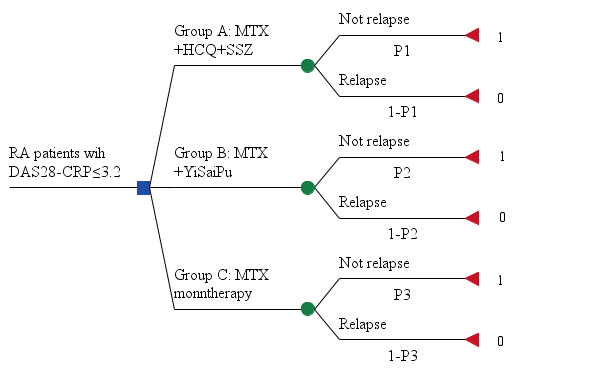 Group A: MTX
+HCQ+SSZ
Not relapse
P1
1
Relapse
1-P1
0
RA patients wih
DAS28-CRP≤3.2
Group B: MTX
+YiSaiPu
Not relapse
P2
1
Relapse
1-P2
0
Group C: MTX
monntherapy
Not relapse
P3
1
Relapse
1-P3
0